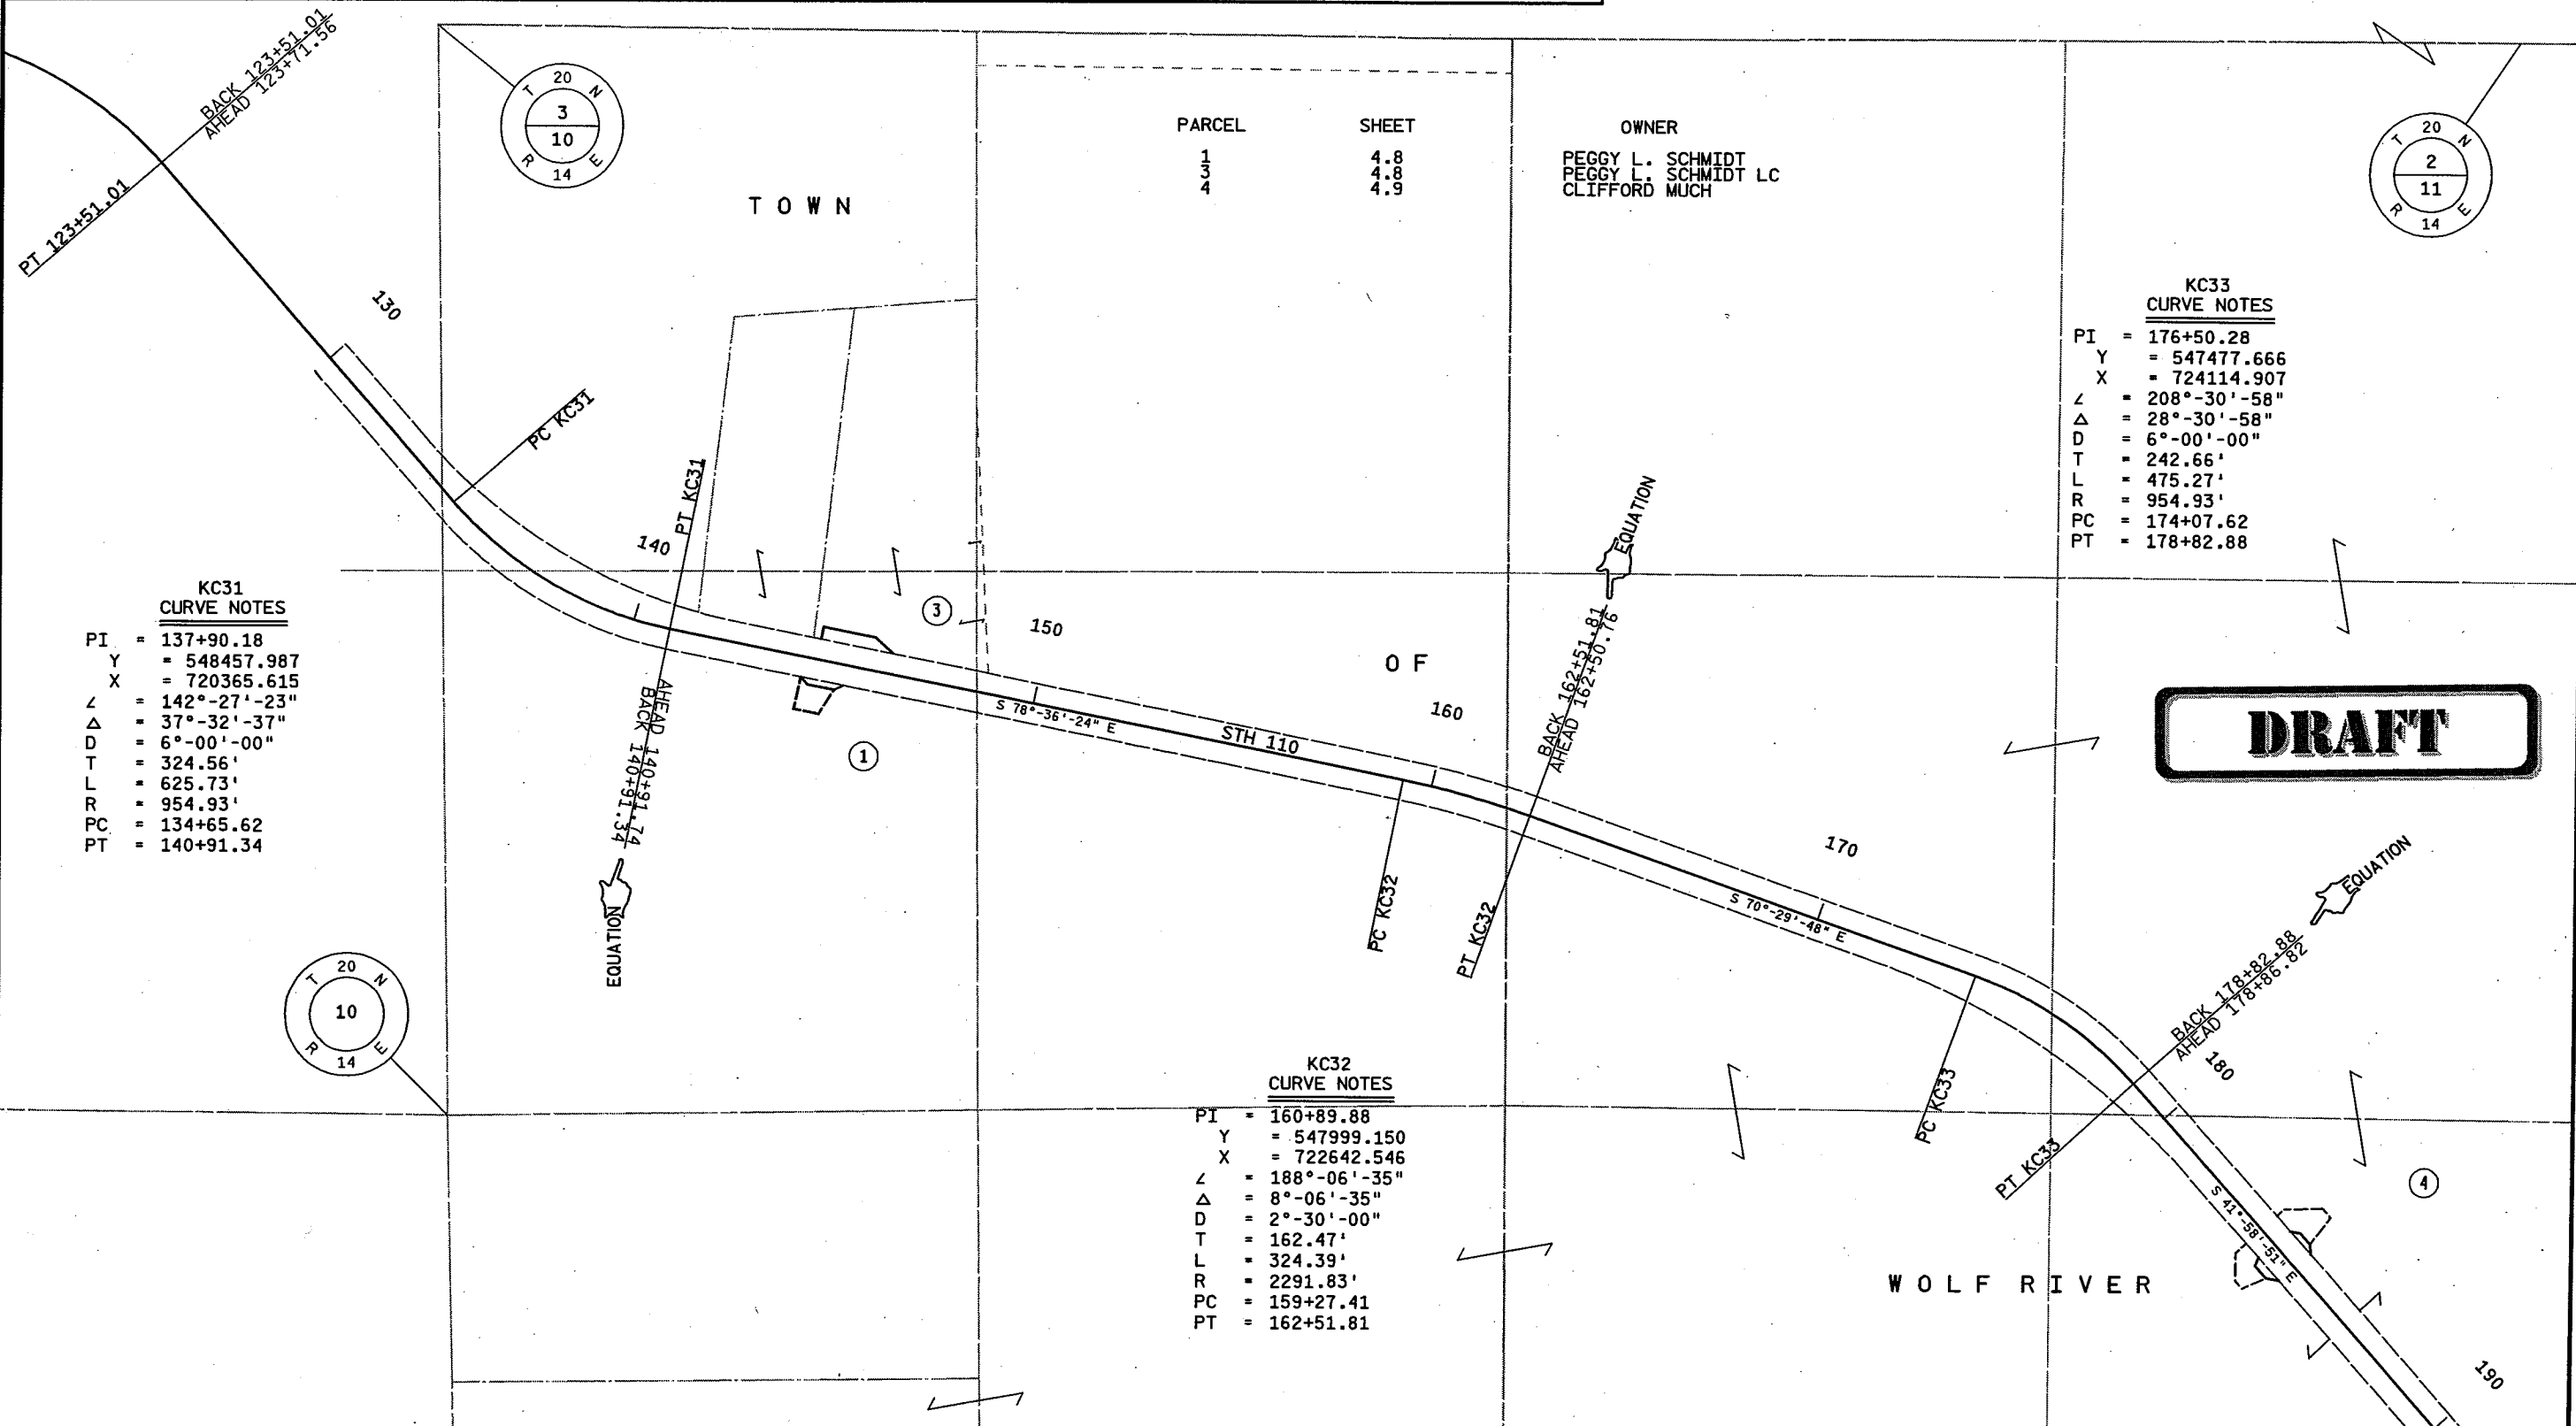 BACK 123+51.01
AHEAD 123+71.56
PT 123+51.01
T 20 N
3
10
R 14 E
TOWN
PARCEL SHEET OWNER
1 4.8 PEGGY L. SCHMIDT
3 4.8 PEGGY L. SCHMIDT LC
4 4.9 CLIFFORD MUCH
T 20 N
2
11
R 14 E
130
PC KC31
PT KC31
140
KC33
CURVE NOTES
PI = 176+50.28
Y = 547477.666
X = 724114.907
∠ = 208°-30'-58"
Δ = 28°-30'-58"
D = 6°-00'-00"
T = 242.66'
L = 475.27'
R = 954.93'
PC = 174+07.62
PT = 178+82.88
KC31
CURVE NOTES
PI = 137+90.18
Y = 548457.987
X = 720365.615
∠ = 142°-27'-23"
Δ = 37°-32'-37"
D = 6°-00'-00"
T = 324.56'
L = 625.73'
R = 954.93'
PC = 134+65.62
PT = 140+91.34
AHEAD 140+91.74
BACK 140+91.34
EQUATION
3
1
150
S 78°-36'-24" E
STH 110
OF
160
EQUATION
BACK 162+51.81
AHEAD 162+50.76
PC KC32
PT KC32
DRAFT
170
S 70°-29'-48" E
EQUATION
BACK 178+82.88
AHEAD 178+86.82
180
PC KC33
PT KC33
T 20 N
10
R 14 E
KC32
CURVE NOTES
PI = 160+89.88
Y = 547999.150
X = 722642.546
∠ = 188°-06'-35"
Δ = 8°-06'-35"
D = 2°-30'-00"
T = 162.47'
L = 324.39'
R = 2291.83'
PC = 159+27.41
PT = 162+51.81
4
S 41°-58'-51" E
WOLF RIVER
190